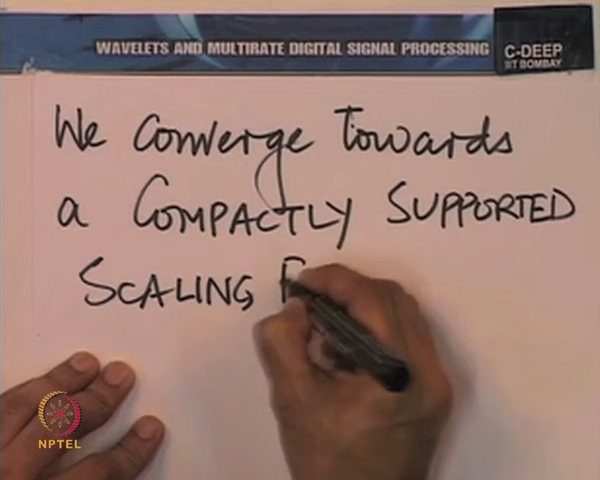 WAVELETS AND MULTIRATE DIGITAL SIGNAL PROCESSING
C-DEEP
IIT BOMBAY
We Converge Towards
a COMPACTLY SUPPORTED
SCALING F
NPTEL